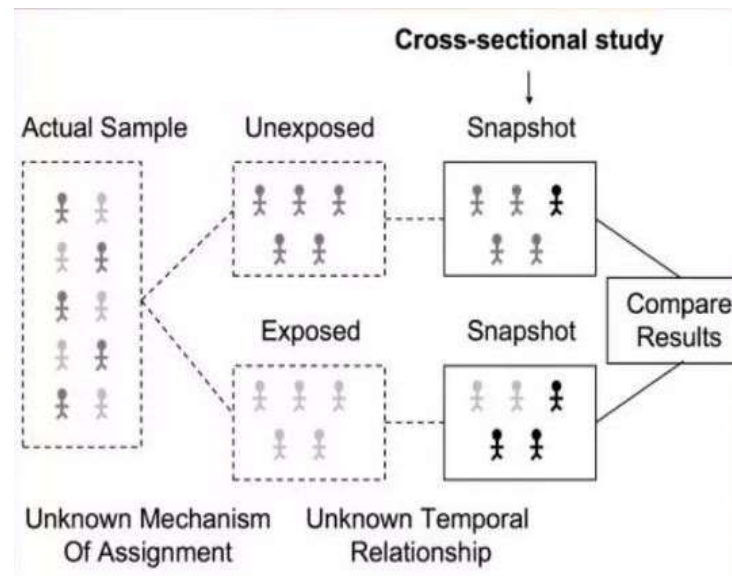 Cross-sectional study
Actual Sample
Unexposed
Snapshot
Exposed
Snapshot
Compare
Results
Unknown Mechanism
Of Assignment
Unknown Temporal
Relationship